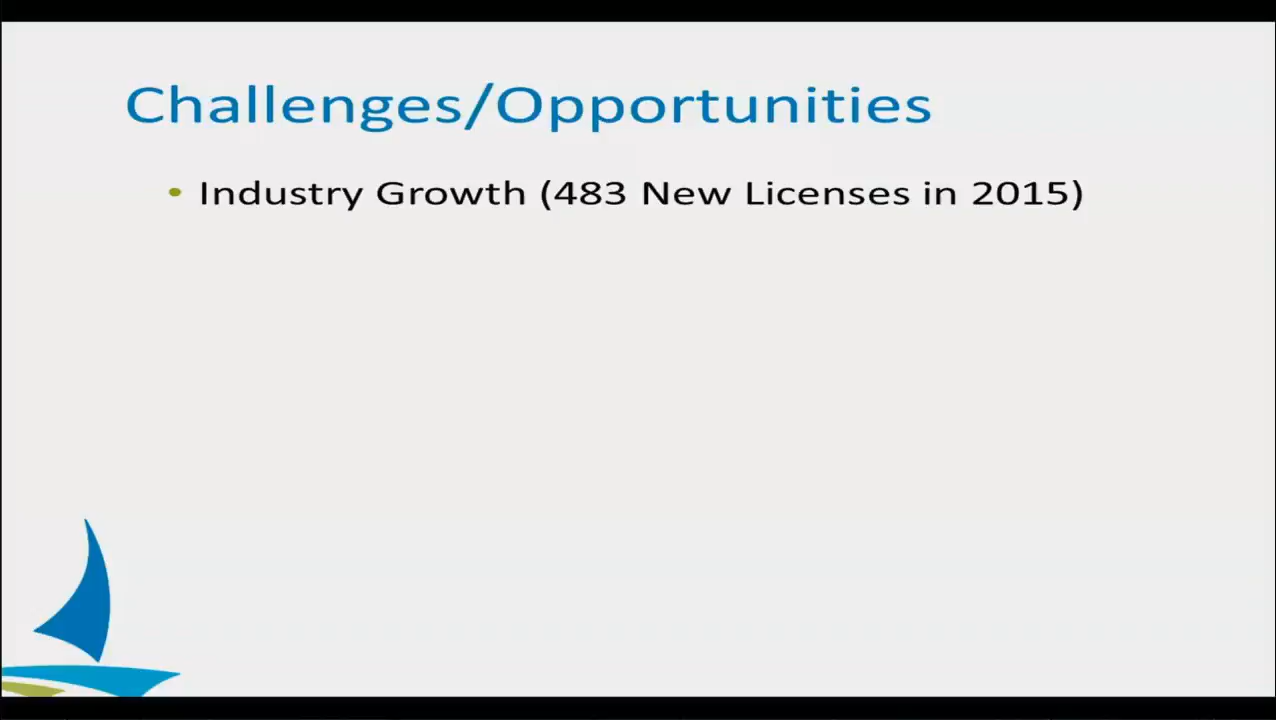 Challenges/Opportunities
• Industry Growth (483 New Licenses in 2015)